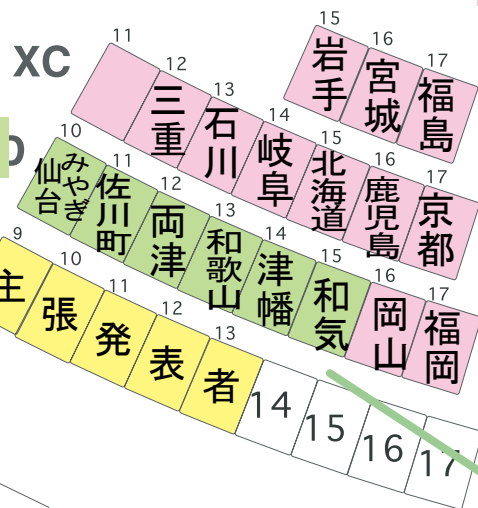 15 16 17
岩手 宮城 福島
XC
11 12 13 14 15 16 17
三重 石川 岐阜 北海道 鹿児島 京都
10 11 12 13 14 15 16 17
みやぎ仙台 佐川町 両津 和歌山 津幡 和気 岡山 福岡
9 10 11 12 13
主 張 発 表 者 14 15 16 17